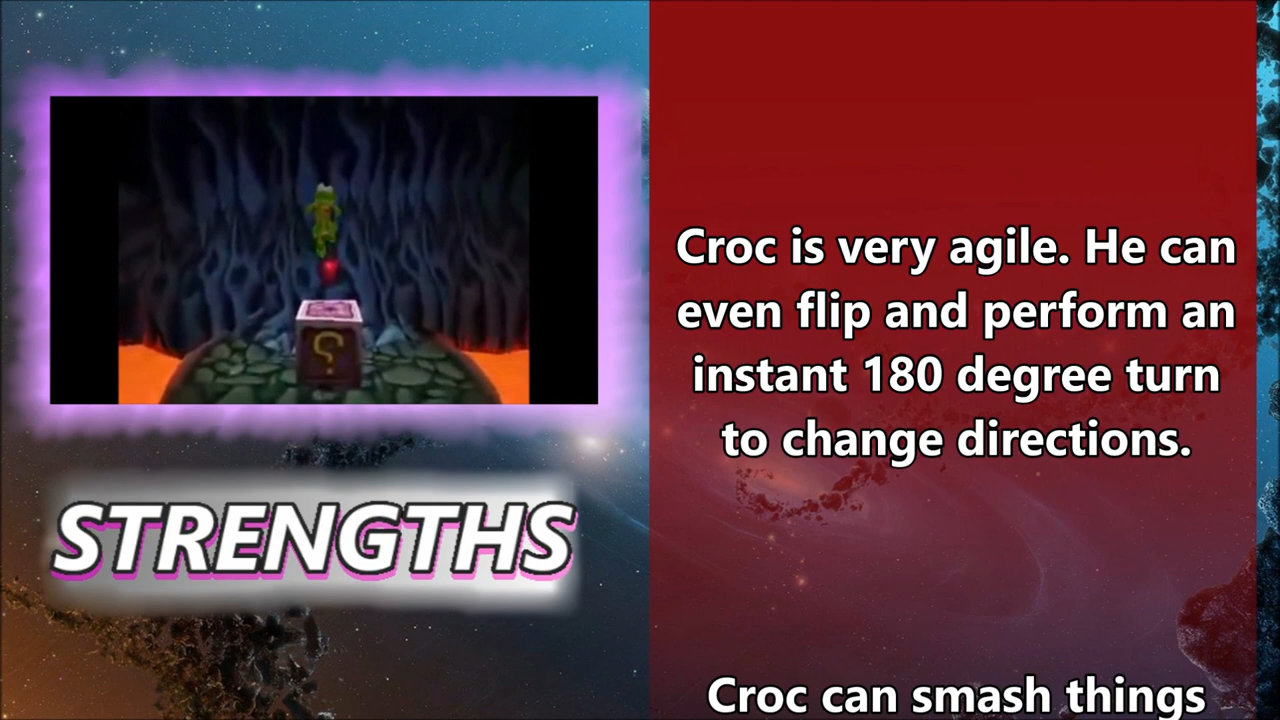 ?
STRENGTHS
Croc is very agile. He can
even flip and perform an
instant 180 degree turn
to change directions.
Croc can smash things